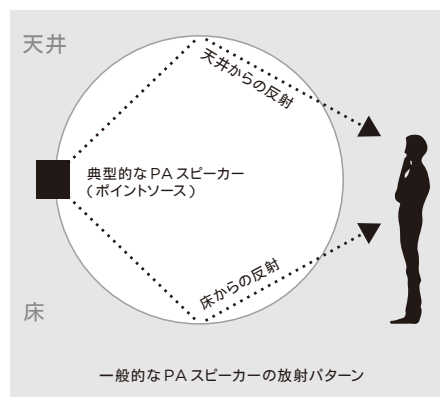 天井
天井からの反射
典型的なPAスピーカー
（ポイントソース）
床からの反射
床
一般的なPAスピーカーの放射パターン